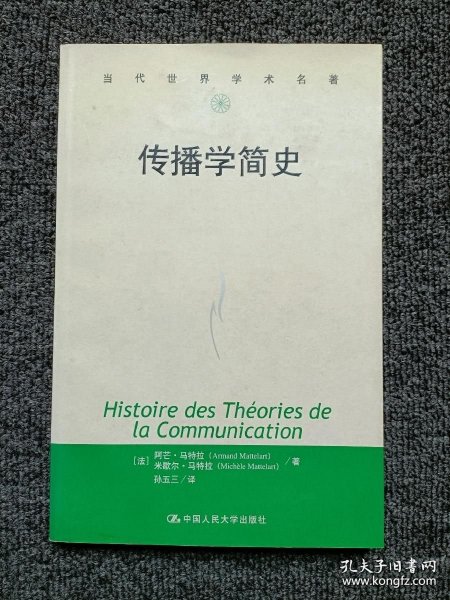 当代世界学术名著
传播学简史
Histoire des Théories de
la Communication
[法] 阿芒·马特拉（Armand Mattelart）
米歇尔·马特拉（Michèle Mattelart） /著
孙五三/译
中国人民大学出版社
孔夫子旧书网
www.kongfz.com